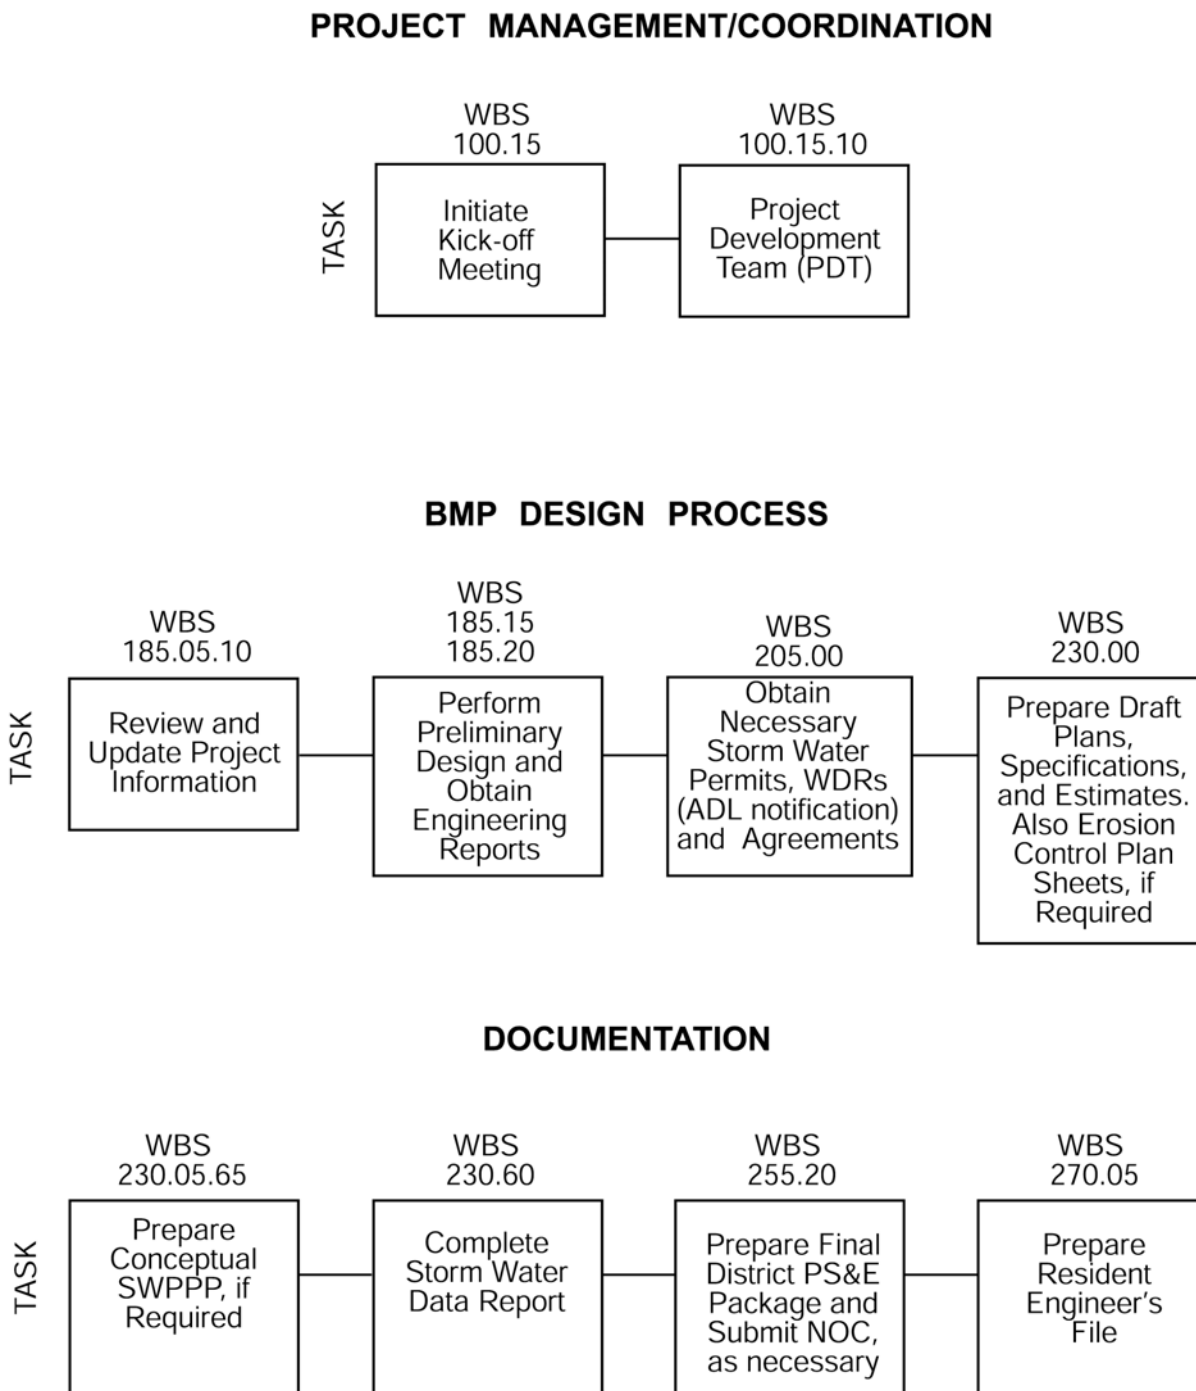 PROJECT MANAGEMENT/COORDINATION
WBS
100.15
WBS
100.15.10
TASK
Initiate
Kick-off
Meeting
Project
Development
Team (PDT)
BMP DESIGN PROCESS
WBS
185.05.10
WBS
185.15
185.20
WBS
205.00
WBS
230.00
TASK
Review and
Update Project
Information
Perform
Preliminary
Design and
Obtain
Engineering
Reports
Obtain
Necessary
Storm Water
Permits, WDRs
(ADL notification)
and Agreements
Prepare Draft
Plans,
Specifications,
and Estimates.
Also Erosion
Control Plan
Sheets, if
Required
DOCUMENTATION
WBS
230.05.65
WBS
230.60
WBS
255.20
WBS
270.05
TASK
Prepare
Conceptual
SWPPP, if
Required
Complete
Storm Water
Data Report
Prepare Final
District PS&E
Package and
Submit NOC,
as necessary
Prepare
Resident
Engineer's
File